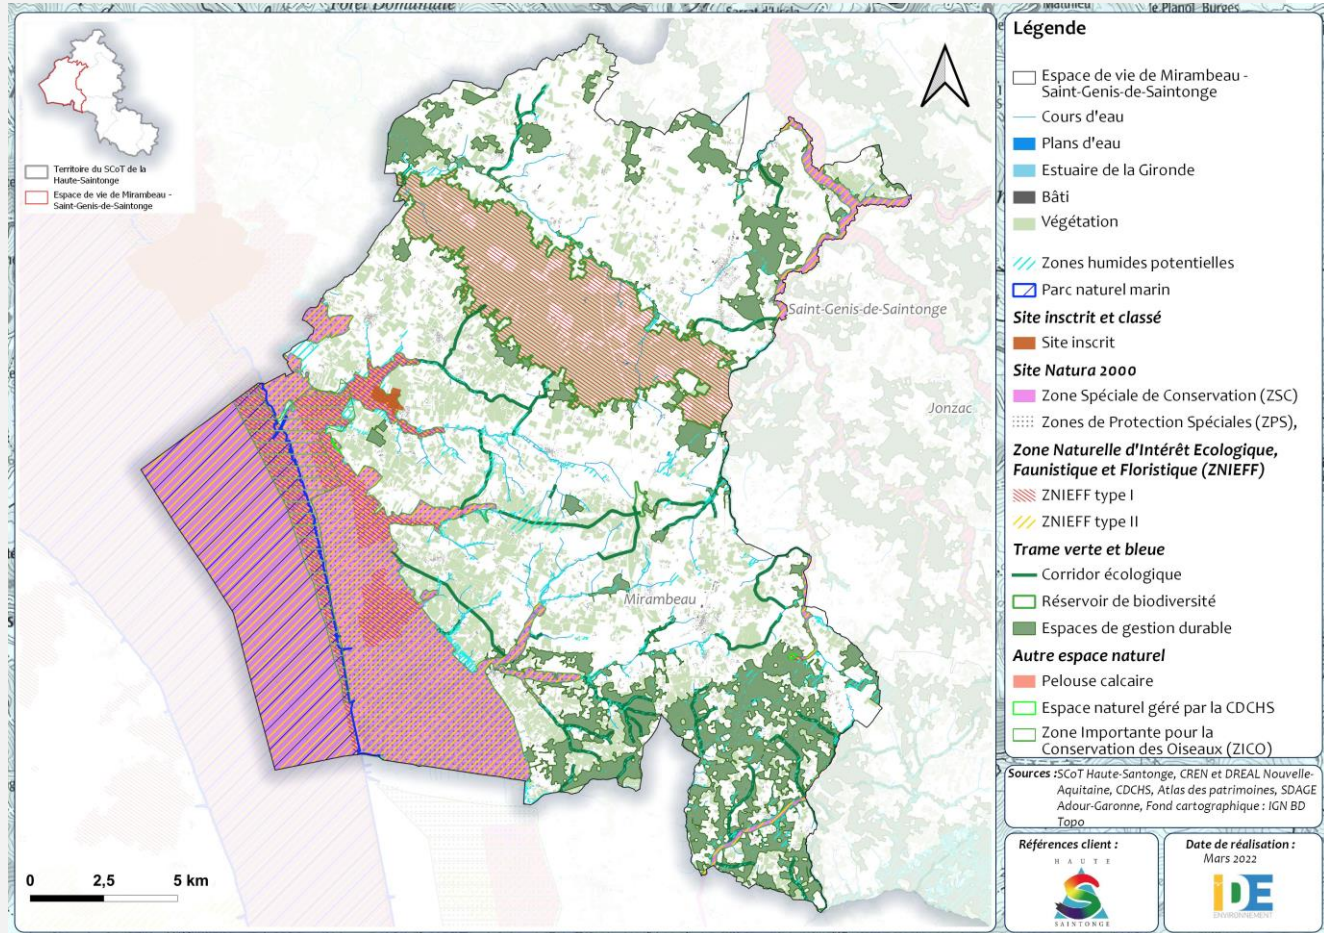 Forêt Domaniale
le Planol Burges
Territoire du SCoT de la
Haute-Saintonge
Espace de vie de Mirambeau -
Saint-Genis-de-Saintonge
Saint-Genis-de-Saintonge
Jonzac
Mirambeau
0 2,5 5 km
Légende
Espace de vie de Mirambeau -
Saint-Genis-de-Saintonge
Cours d'eau
Plans d'eau
Estuaire de la Gironde
Bâti
Végétation
Zones humides potentielles
Parc naturel marin
Site insctrit et classé
Site inscrit
Site Natura 2000
Zone Spéciale de Conservation (ZSC)
Zones de Protection Spéciales (ZPS),
Zone Naturelle d'Intérêt Ecologique,
Faunistique et Floristique (ZNIEFF)
ZNIEFF type I
ZNIEFF type II
Trame verte et bleue
Corridor écologique
Réservoir de biodiversité
Espaces de gestion durable
Autre espace naturel
Pelouse calcaire
Espace naturel géré par la CDCHS
Zone Importante pour la
Conservation des Oiseaux (ZICO)
Sources : SCoT Haute-Santonge, CREN et DREAL Nouvelle-
Aquitaine, CDCHS, Atlas des patrimoines, SDAGE
Adour-Garonne, Fond cartographique : IGN BD
Topo
Références client :
HAUTE
SAINTONGE
Date de réalisation :
Mars 2022
IDE
ENVIRONNEMENT